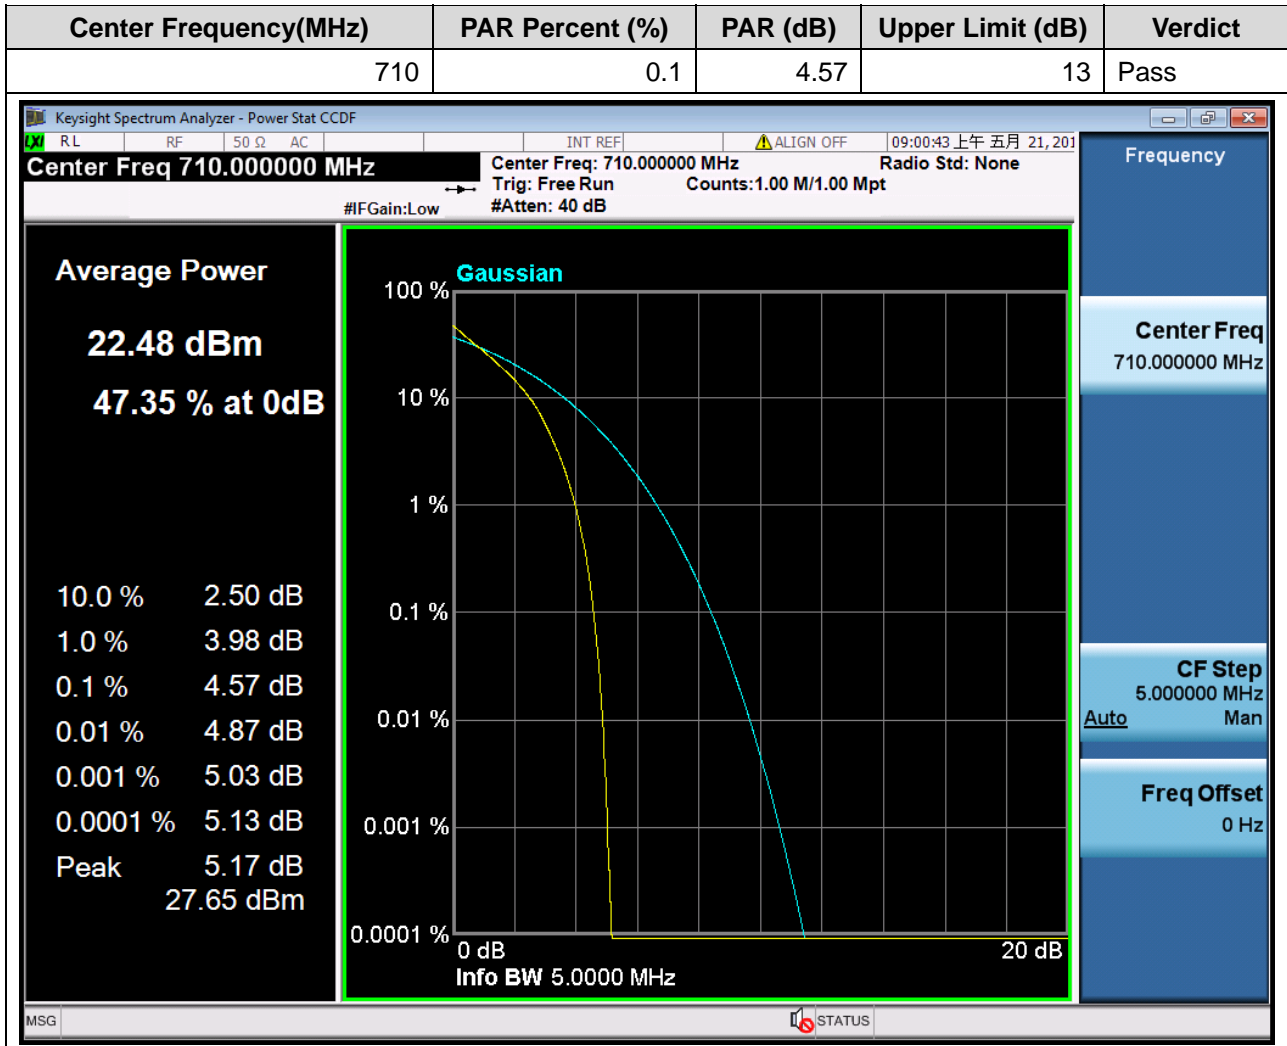 Center Frequency(MHz) PAR Percent (%) PAR (dB) Upper Limit (dB) Verdict
710 0.1 4.57 13 Pass
Keysight Spectrum Analyzer - Power Stat CCDF
LXI RL RF 50 Ω AC INT REF ALIGN OFF 09:00:43 上午 五月 21, 201
Center Freq 710.000000 MHz
Center Freq: 710.000000 MHz Radio Std: None
Trig: Free Run Counts:1.00 M/1.00 Mpt
#IFGain:Low #Atten: 40 dB
Average Power
22.48 dBm
47.35 % at 0dB
10.0 % 2.50 dB
1.0 % 3.98 dB
0.1 % 4.57 dB
0.01 % 4.87 dB
0.001 % 5.03 dB
0.0001 % 5.13 dB
Peak 5.17 dB
27.65 dBm
Gaussian
100 %
10 %
1 %
0.1 %
0.01 %
0.001 %
0.0001 %
0 dB 20 dB
Info BW 5.0000 MHz
Frequency
Center Freq
710.000000 MHz
CF Step
5.000000 MHz
Auto Man
Freq Offset
0 Hz
MSG STATUS